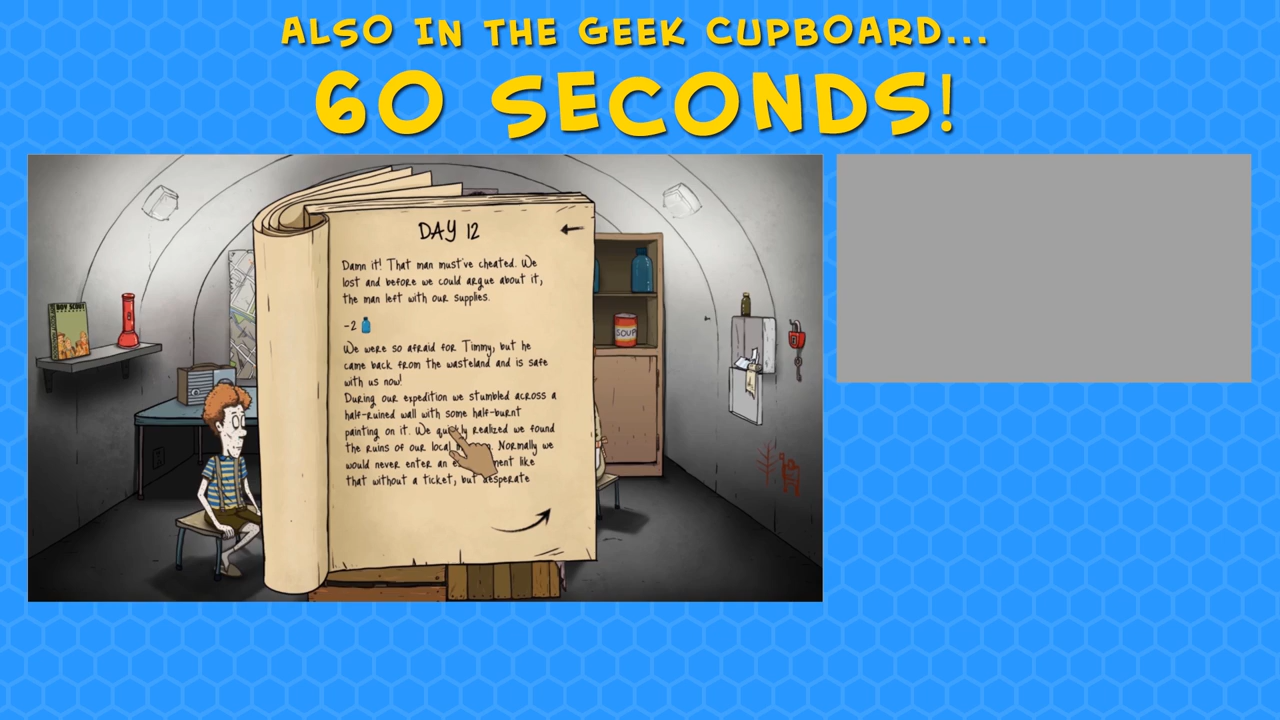 ALSO IN THE GEEK CUPBOARD...
60 SECONDS!
DAY 12
Damn it! That man must've cheated. We
lost and before we could argue about it,
the man left with our supplies.
-2
We were so afraid for Timmy, but he
came back from the wasteland and is safe
with us now!
During our expedition we stumbled across a
half-ruined wall with some half-burnt
painting on it. We quickly realized we found
the ruins of our local Normally we
would never enter an like
that without a ticket, but desperate
BOY SCOUT
SOUP